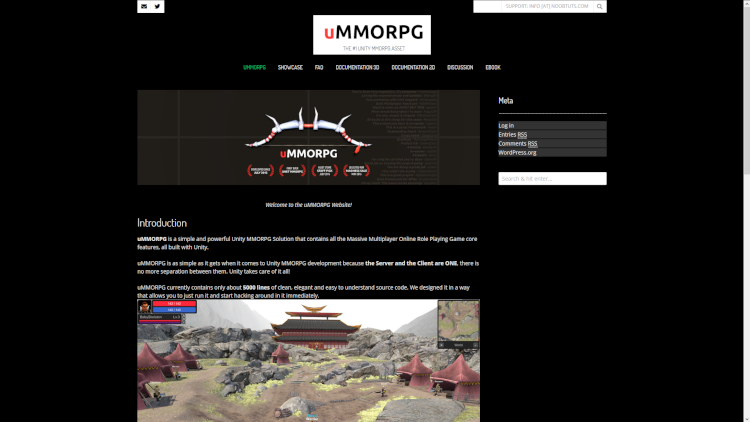 SUPPORT: INFO [AT] NOOBTUTS.COM
uMMORPG
THE #1 UNITY MMORPG ASSET
UMMORPG SHOWCASE FAQ DOCUMENTATION 3D DOCUMENTATION 2D DISCUSSION EBOOK
uMMORPG
Meta
Log In
Entries RSS
Comments RSS
WordPress.org
Search & hit enter...
Welcome to the uMMORPG Website!
Introduction
uMMORPG is a simple and powerful Unity MMORPG Solution that contains all the Massive Multiplayer Online Role Playing Game core
features, all built with Unity.
uMMORPG is as simple as it gets when it comes to Unity MMORPG development because the Server and the Client are ONE, there is
no more separation between them. Unity takes care of it all!
uMMORPG currently contains only about 5000 lines of clean, elegant and easy to understand source code. We designed it in a way
that allows you to just run it and start hacking around in it immediately.